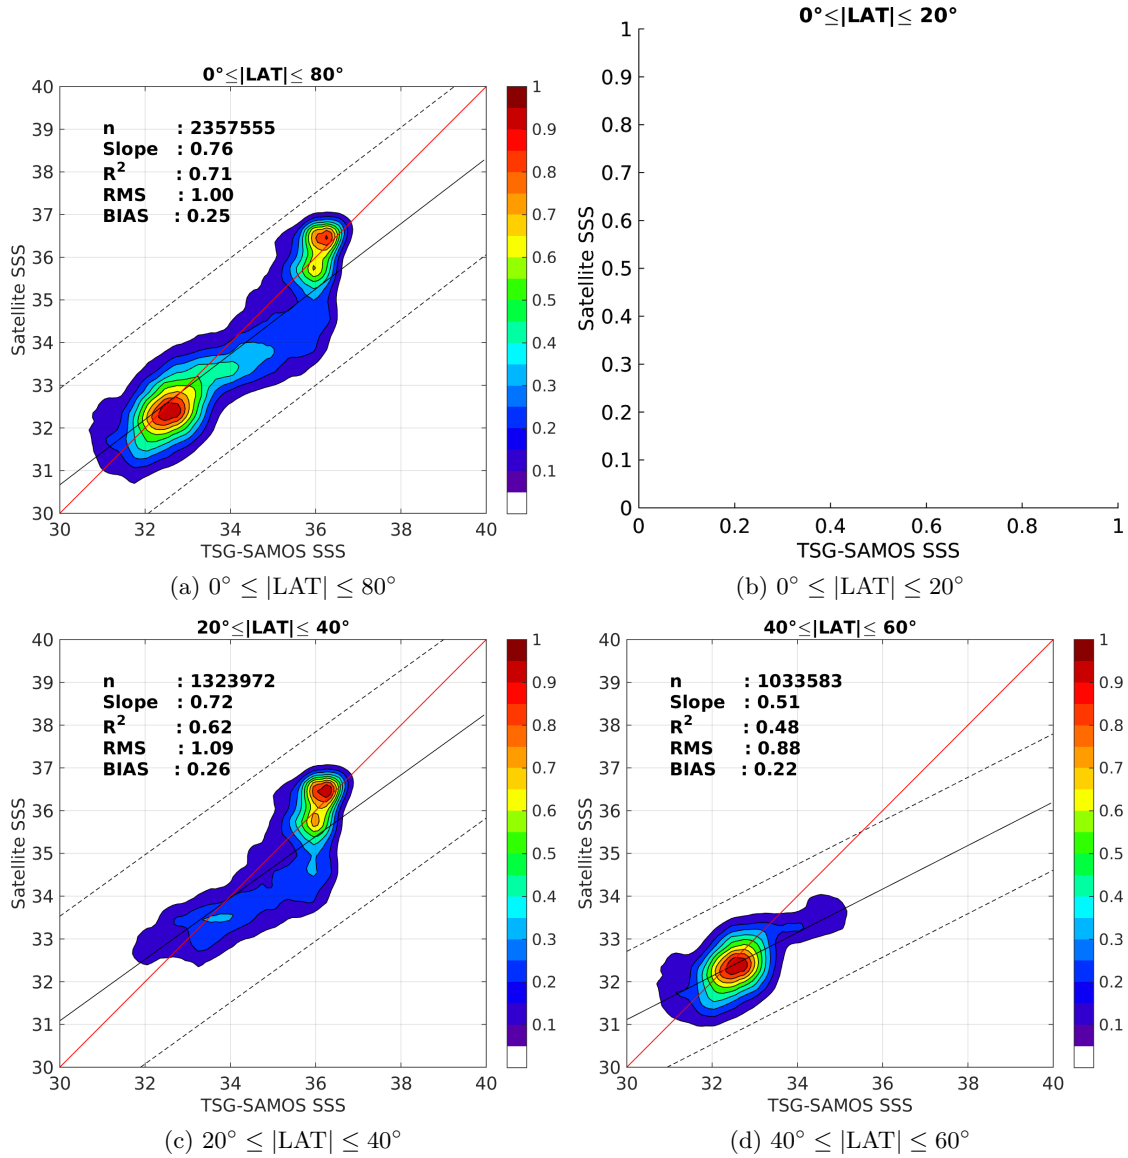 0°≤|LAT|≤ 80°
40
39
38
37
36
35
34
33
32
31
30
Satellite SSS
n : 2357555
Slope : 0.76
R² : 0.71
RMS : 1.00
BIAS : 0.25
30 32 34 36 38 40
TSG-SAMOS SSS
1
0.9
0.8
0.7
0.6
0.5
0.4
0.3
0.2
0.1
(a) 0° ≤ |LAT| ≤ 80°
0°≤|LAT|≤ 20°
1
0.9
0.8
0.7
0.6
0.5
0.4
0.3
0.2
0.1
0
Satellite SSS
0 0.2 0.4 0.6 0.8 1
TSG-SAMOS SSS
(b) 0° ≤ |LAT| ≤ 20°
20°≤|LAT|≤ 40°
40
39
38
37
36
35
34
33
32
31
30
Satellite SSS
n : 1323972
Slope : 0.72
R² : 0.62
RMS : 1.09
BIAS : 0.26
30 32 34 36 38 40
TSG-SAMOS SSS
1
0.9
0.8
0.7
0.6
0.5
0.4
0.3
0.2
0.1
(c) 20° ≤ |LAT| ≤ 40°
40°≤|LAT|≤ 60°
40
39
38
37
36
35
34
33
32
31
30
Satellite SSS
n : 1033583
Slope : 0.51
R² : 0.48
RMS : 0.88
BIAS : 0.22
30 32 34 36 38 40
TSG-SAMOS SSS
1
0.9
0.8
0.7
0.6
0.5
0.4
0.3
0.2
0.1
(d) 40° ≤ |LAT| ≤ 60°